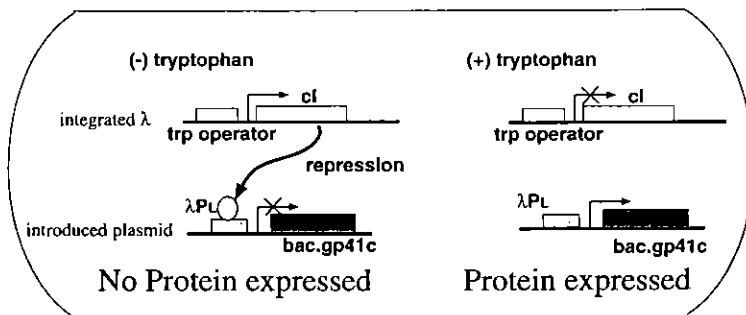 (-) tryptophan
(+) tryptophan
integrated λ
cI
trp operator
cI
trp operator
repression
introduced plasmid
λPL
bac.gp41c
λPL
bac.gp41c
No Protein expressed
Protein expressed